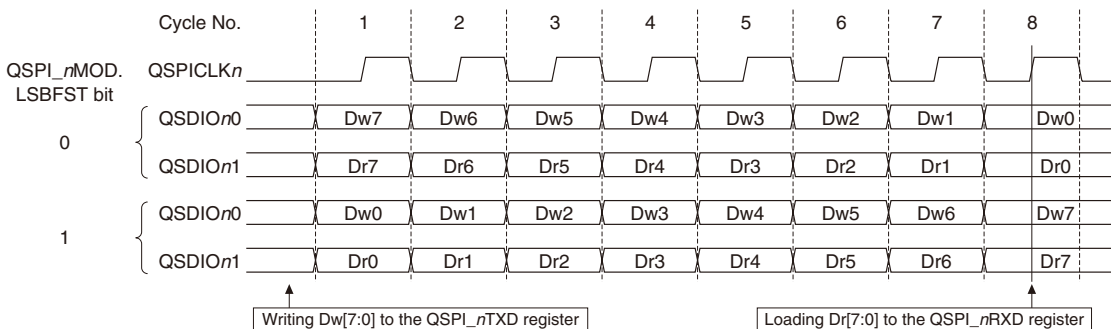 Cycle No. 1 2 3 4 5 6 7 8
QSPI_nMOD. QSPICLKn
LSBFST bit
QSDIOn0 Dw7 Dw6 Dw5 Dw4 Dw3 Dw2 Dw1 Dw0
0
QSDIOn1 Dr7 Dr6 Dr5 Dr4 Dr3 Dr2 Dr1 Dr0
QSDIOn0 Dw0 Dw1 Dw2 Dw3 Dw4 Dw5 Dw6 Dw7
1
QSDIOn1 Dr0 Dr1 Dr2 Dr3 Dr4 Dr5 Dr6 Dr7
Writing Dw[7:0] to the QSPI_nTXD register Loading Dr[7:0] to the QSPI_nRXD register